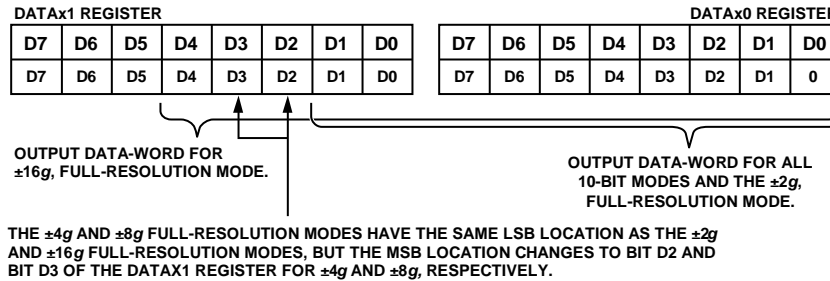 DATAx1 REGISTER
DATAx0 REGISTER
D7 D6 D5 D4 D3 D2 D1 D0 D7 D6 D5 D4 D3 D2 D1 D0
D7 D6 D5 D4 D3 D2 D1 D0 D7 D6 D5 D4 D3 D2 D1 0
OUTPUT DATA-WORD FOR
±16g, FULL-RESOLUTION MODE.
OUTPUT DATA-WORD FOR ALL
10-BIT MODES AND THE ±2g,
FULL-RESOLUTION MODE.
THE ±4g AND ±8g FULL-RESOLUTION MODES HAVE THE SAME LSB LOCATION AS THE ±2g
AND ±16g FULL-RESOLUTION MODES, BUT THE MSB LOCATION CHANGES TO BIT D2 AND
BIT D3 OF THE DATAX1 REGISTER FOR ±4g AND ±8g, RESPECTIVELY.